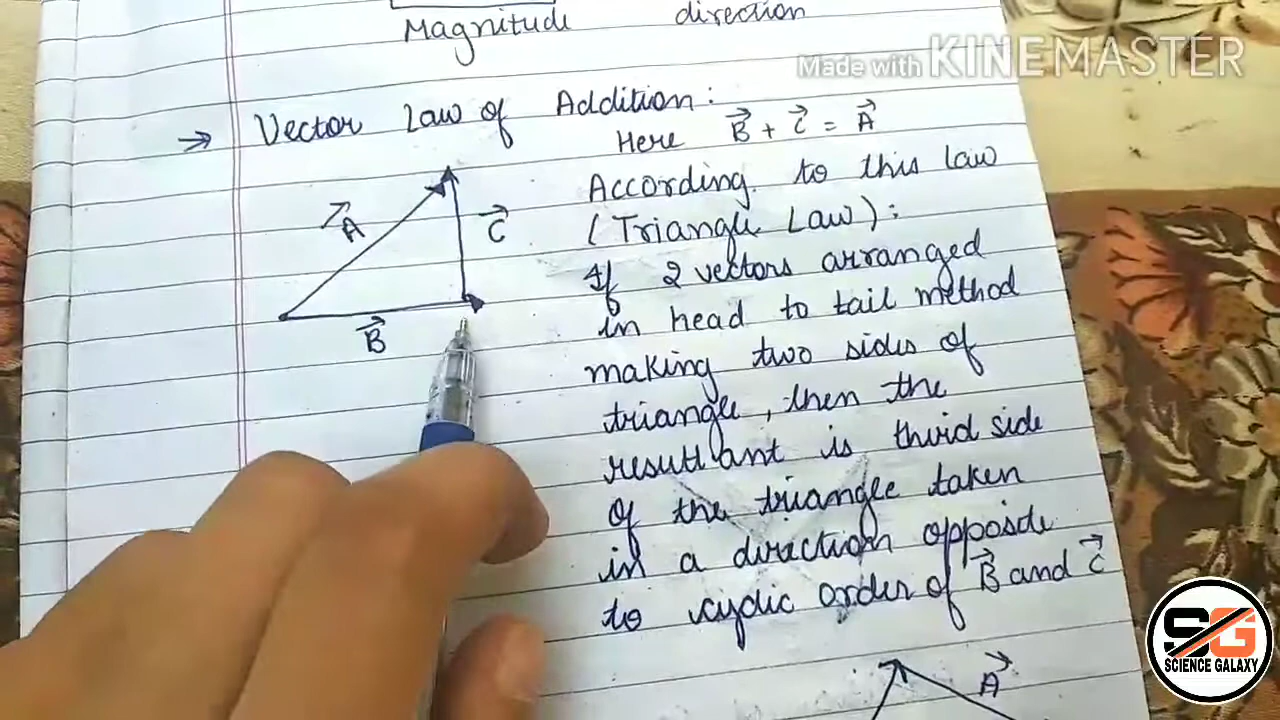 Magnitude direction
Made with KINEMASTER
→ Vector Law of Addition:
Here B⃗ + C⃗ = A⃗
According to this law
(Triangle Law):
If 2 vectors arranged
in head to tail method
making two sides of
triangle, then the
resultant is third side
of the triangle taken
in a direction opposite
to cyclic order of B⃗ and C⃗
A⃗
C⃗
B⃗
A⃗
SG
SCIENCE GALAXY